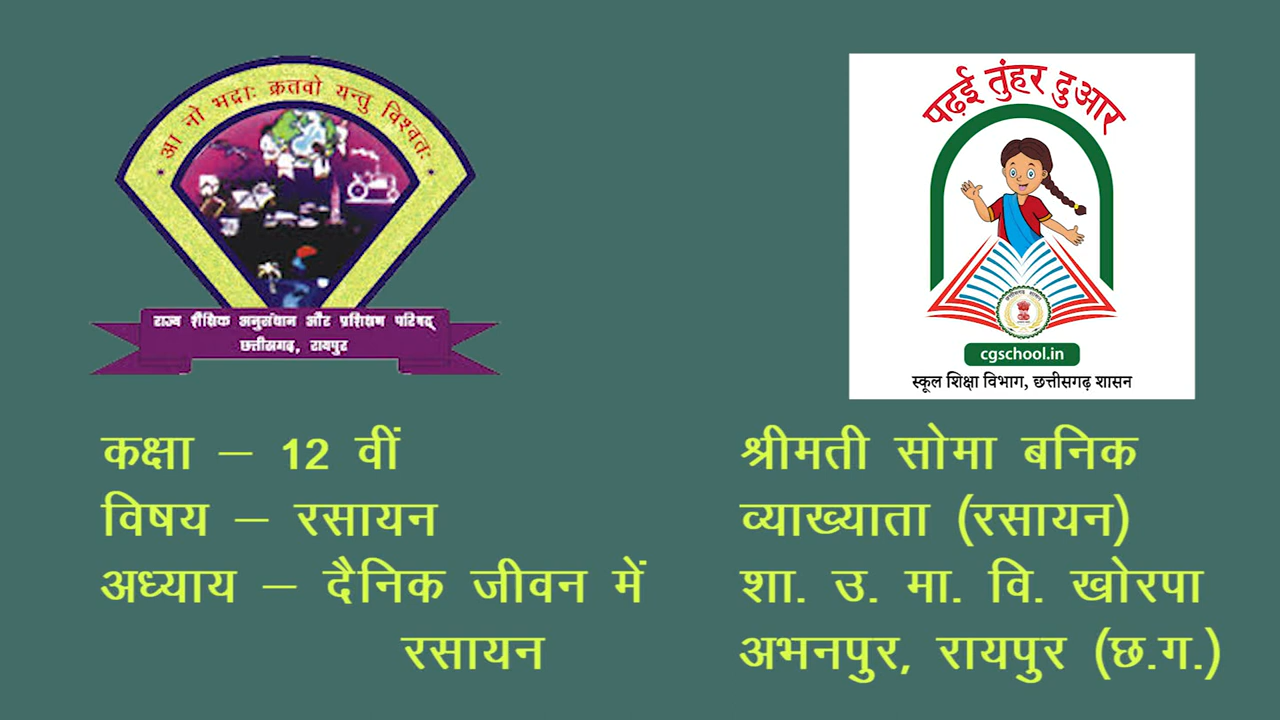 आ नो भद्राः क्रतवो यन्तु विश्वतः
राज्य शैक्षिक अनुसंधान और प्रशिक्षण परिषद्
छत्तीसगढ़, रायपुर
पढ़ई तुंहर दुआर
cgschool.in
स्कूल शिक्षा विभाग, छत्तीसगढ़ शासन
कक्षा – 12 वीं
विषय – रसायन
अध्याय – दैनिक जीवन में
रसायन
श्रीमती सोमा बनिक
व्याख्याता (रसायन)
शा. उ. मा. वि. खोरपा
अभनपुर, रायपुर (छ.ग.)